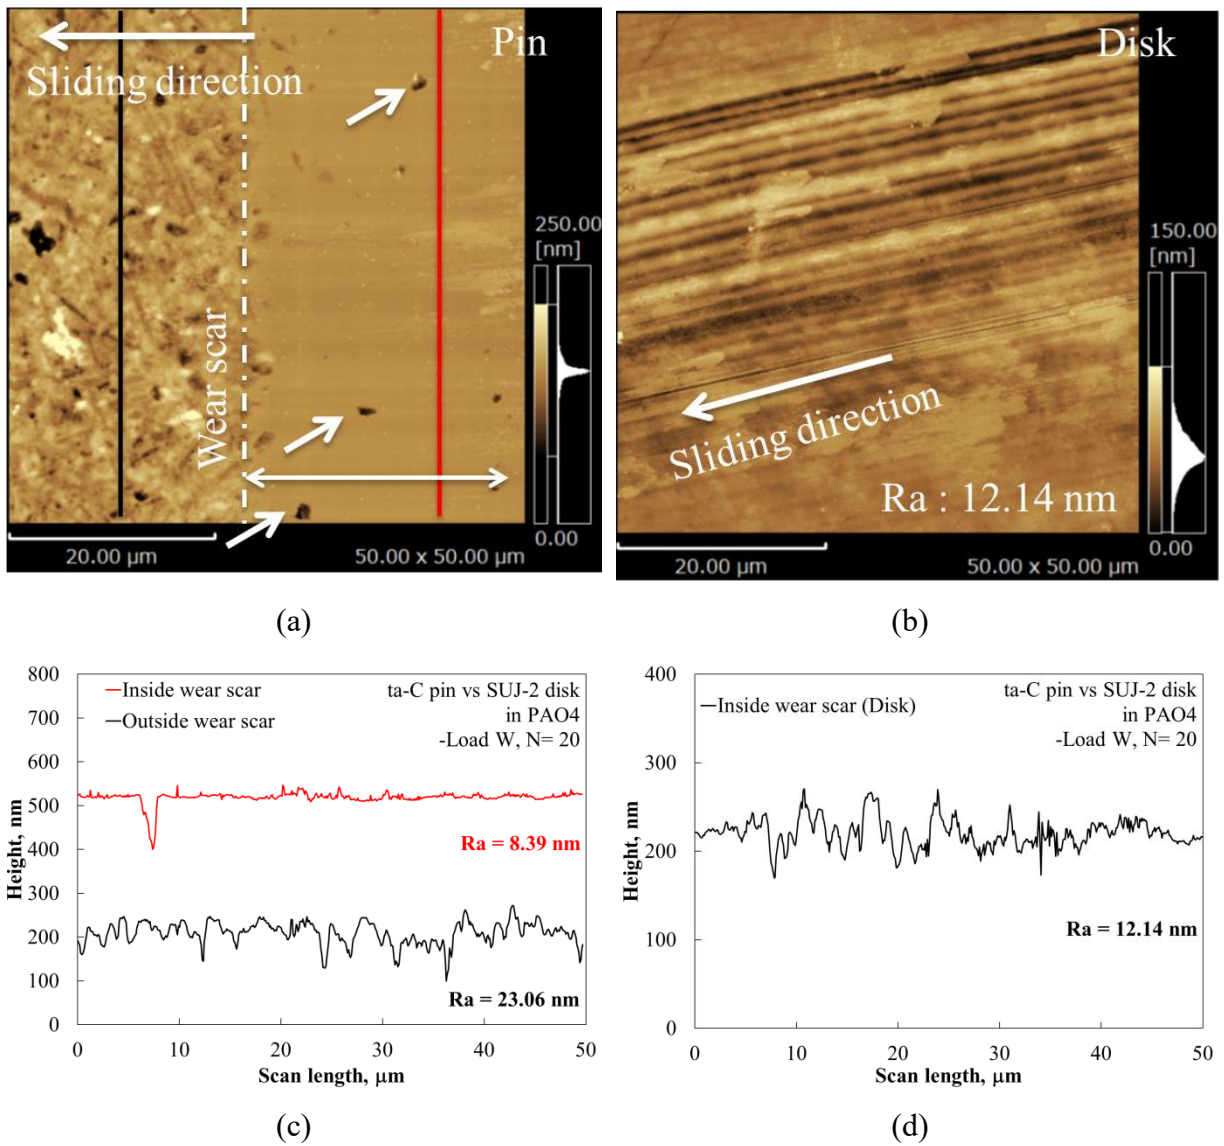 Pin
Sliding direction
Wear scar
250.00
[nm]
0.00
20.00 µm
50.00 x 50.00 µm
(a)
Disk
150.00
[nm]
Sliding direction
Ra : 12.14 nm
0.00
20.00 µm
50.00 x 50.00 µm
(b)
800
700
600
500
400
300
200
100
0
Height, nm
Inside wear scar
Outside wear scar
ta-C pin vs SUJ-2 disk
in PAO4
-Load W, N= 20
Ra = 8.39 nm
Ra = 23.06 nm
0 10 20 30 40 50
Scan length, µm
(c)
400
300
200
100
0
Height, nm
Inside wear scar (Disk)
ta-C pin vs SUJ-2 disk
in PAO4
-Load W, N= 20
Ra = 12.14 nm
0 10 20 30 40 50
Scan length, µm
(d)